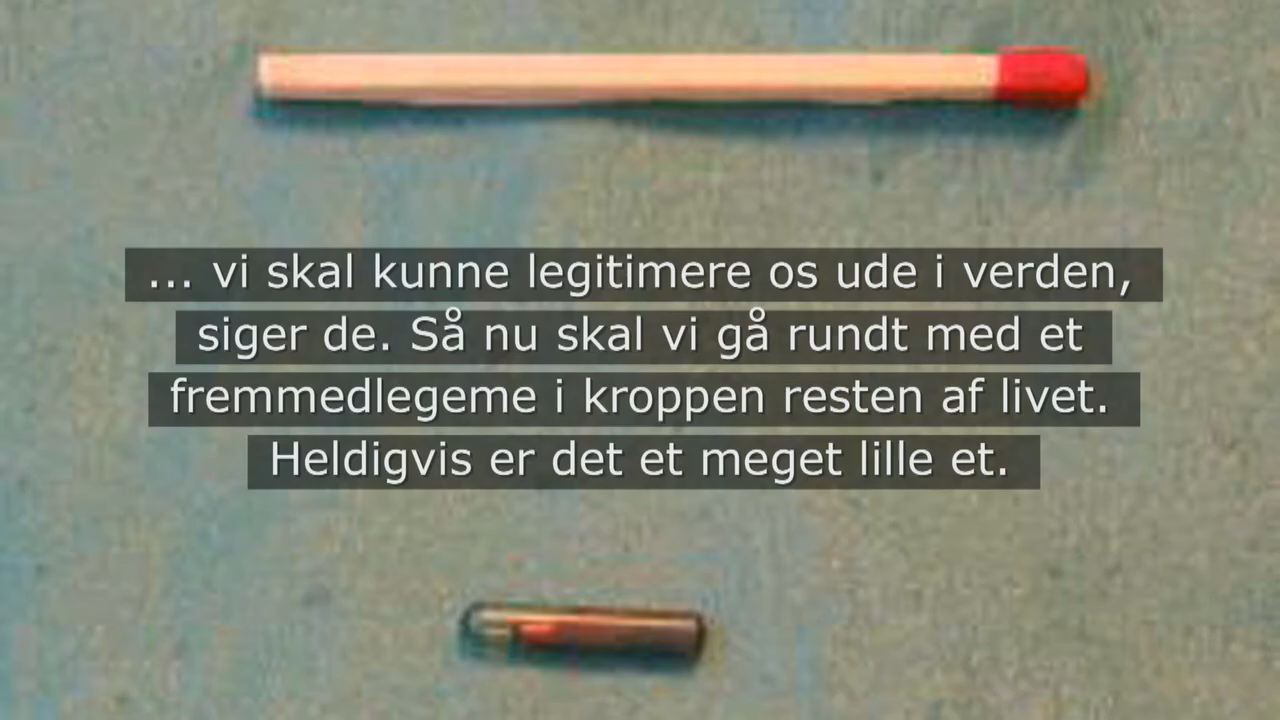 ... vi skal kunne legitimere os ude i verden,
siger de. Så nu skal vi gå rundt med et
fremmedlegeme i kroppen resten af livet.
Heldigvis er det et meget lille et.